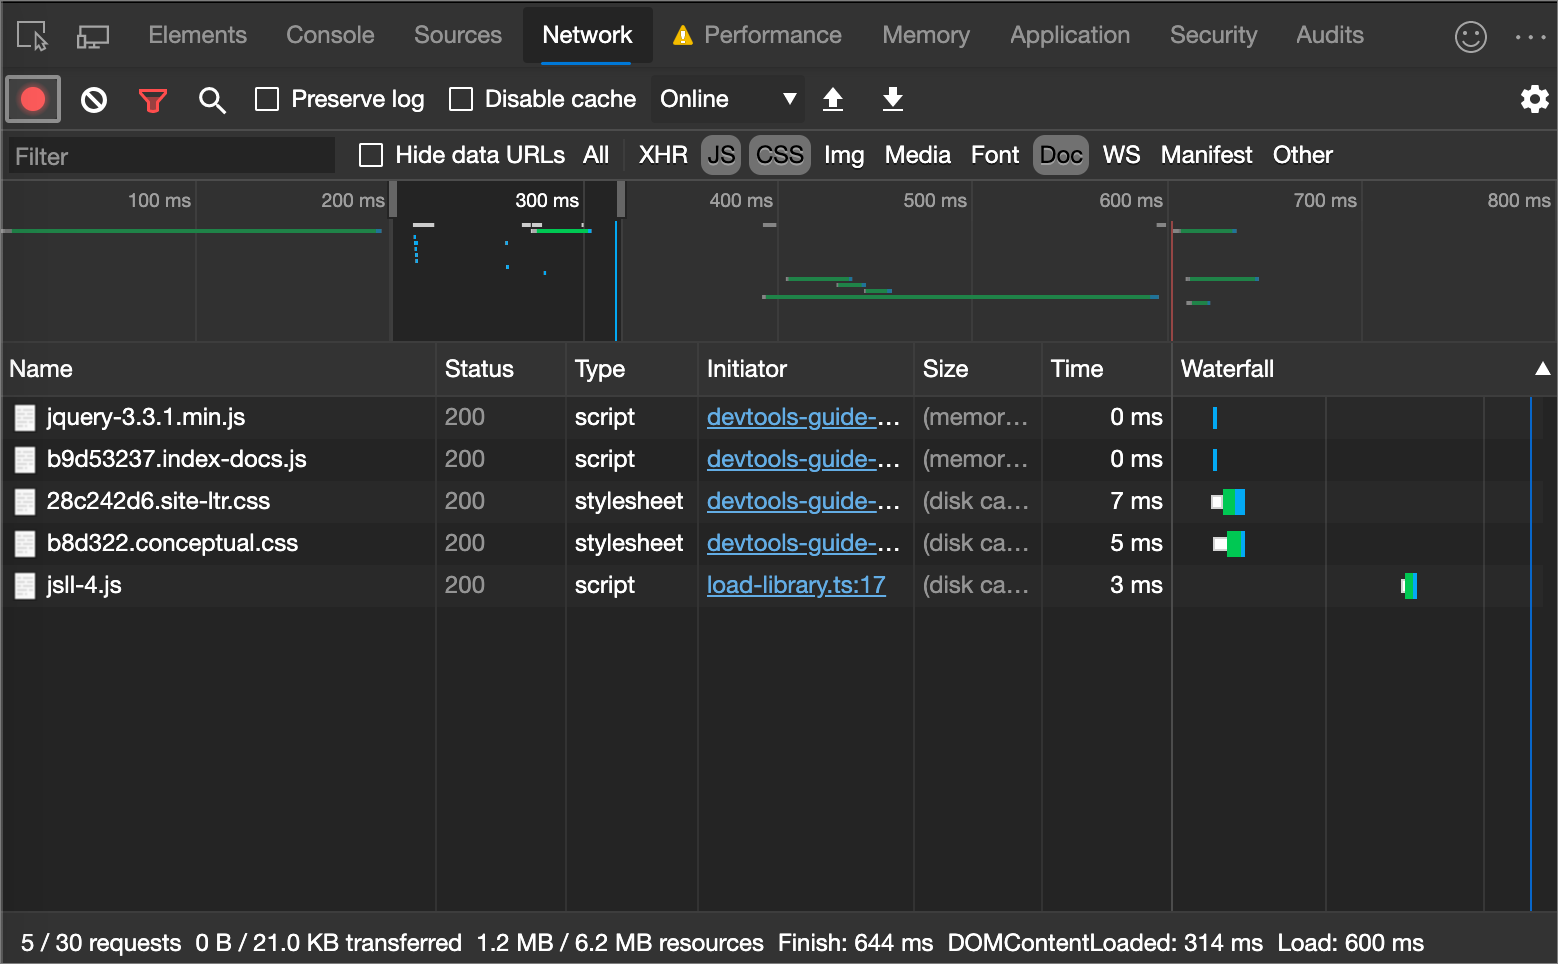 Elements Console Sources Network Performance Memory Application Security Audits
Preserve log Disable cache Online
Filter Hide data URLs All XHR JS CSS Img Media Font Doc WS Manifest Other
100 ms 200 ms 300 ms 400 ms 500 ms 600 ms 700 ms 800 ms
Name Status Type Initiator Size Time Waterfall
jquery-3.3.1.min.js 200 script devtools-guide-... (memor... 0 ms
b9d53237.index-docs.js 200 script devtools-guide-... (memor... 0 ms
28c242d6.site-ltr.css 200 stylesheet devtools-guide-... (disk ca... 7 ms
b8d322.conceptual.css 200 stylesheet devtools-guide-... (disk ca... 5 ms
jsll-4.js 200 script load-library.ts:17 (disk ca... 3 ms
5 / 30 requests 0 B / 21.0 KB transferred 1.2 MB / 6.2 MB resources Finish: 644 ms DOMContentLoaded: 314 ms Load: 600 ms